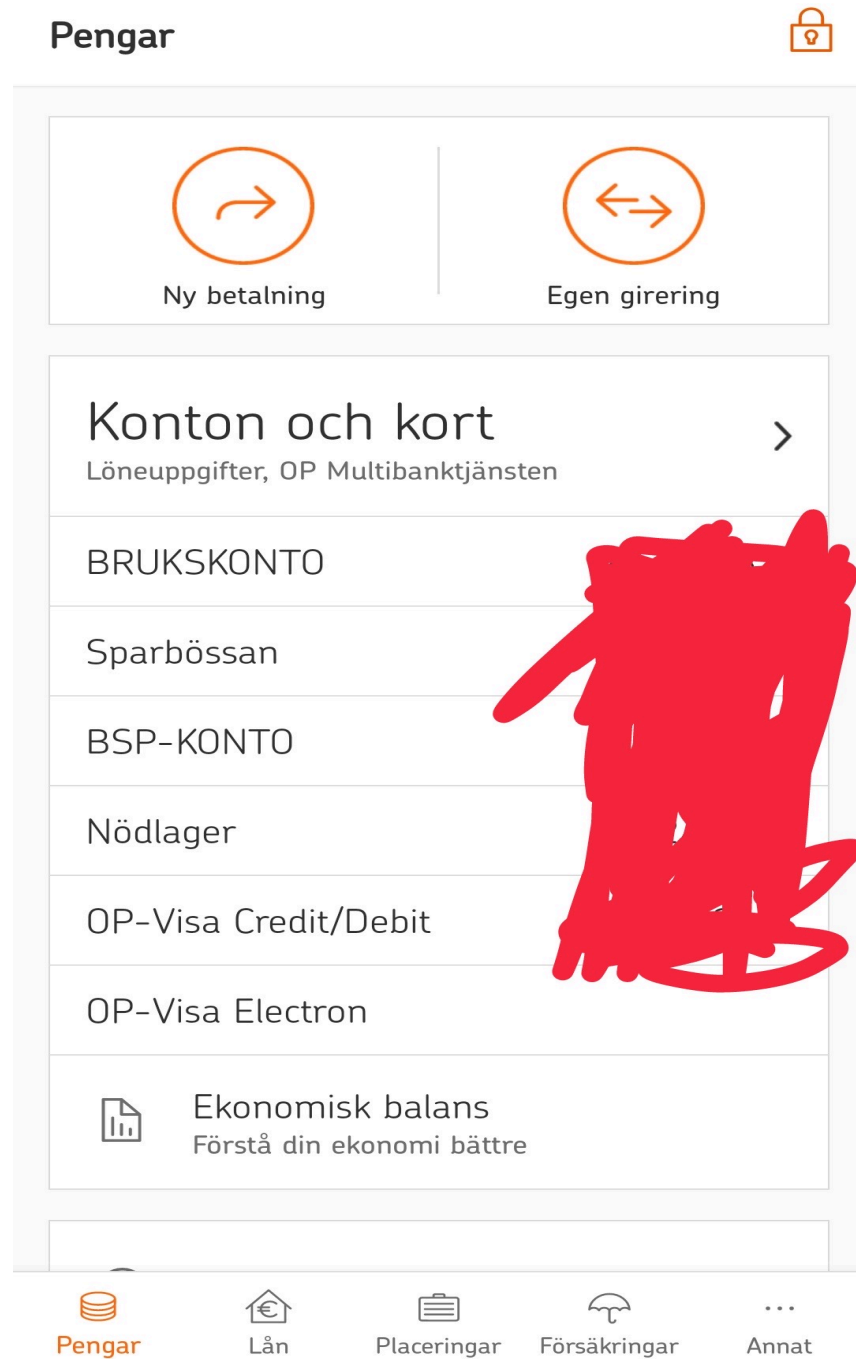 Pengar
Ny betalning
Egen girering
Konton och kort
Löneuppgifter, OP Multibanktjänsten
BRUKSKONTO
Sparbössan
BSP-KONTO
Nödlager
OP-Visa Credit/Debit
OP-Visa Electron
Ekonomisk balans
Förstå din ekonomi bättre
Pengar
Lån
Placeringar
Försäkringar
Annat